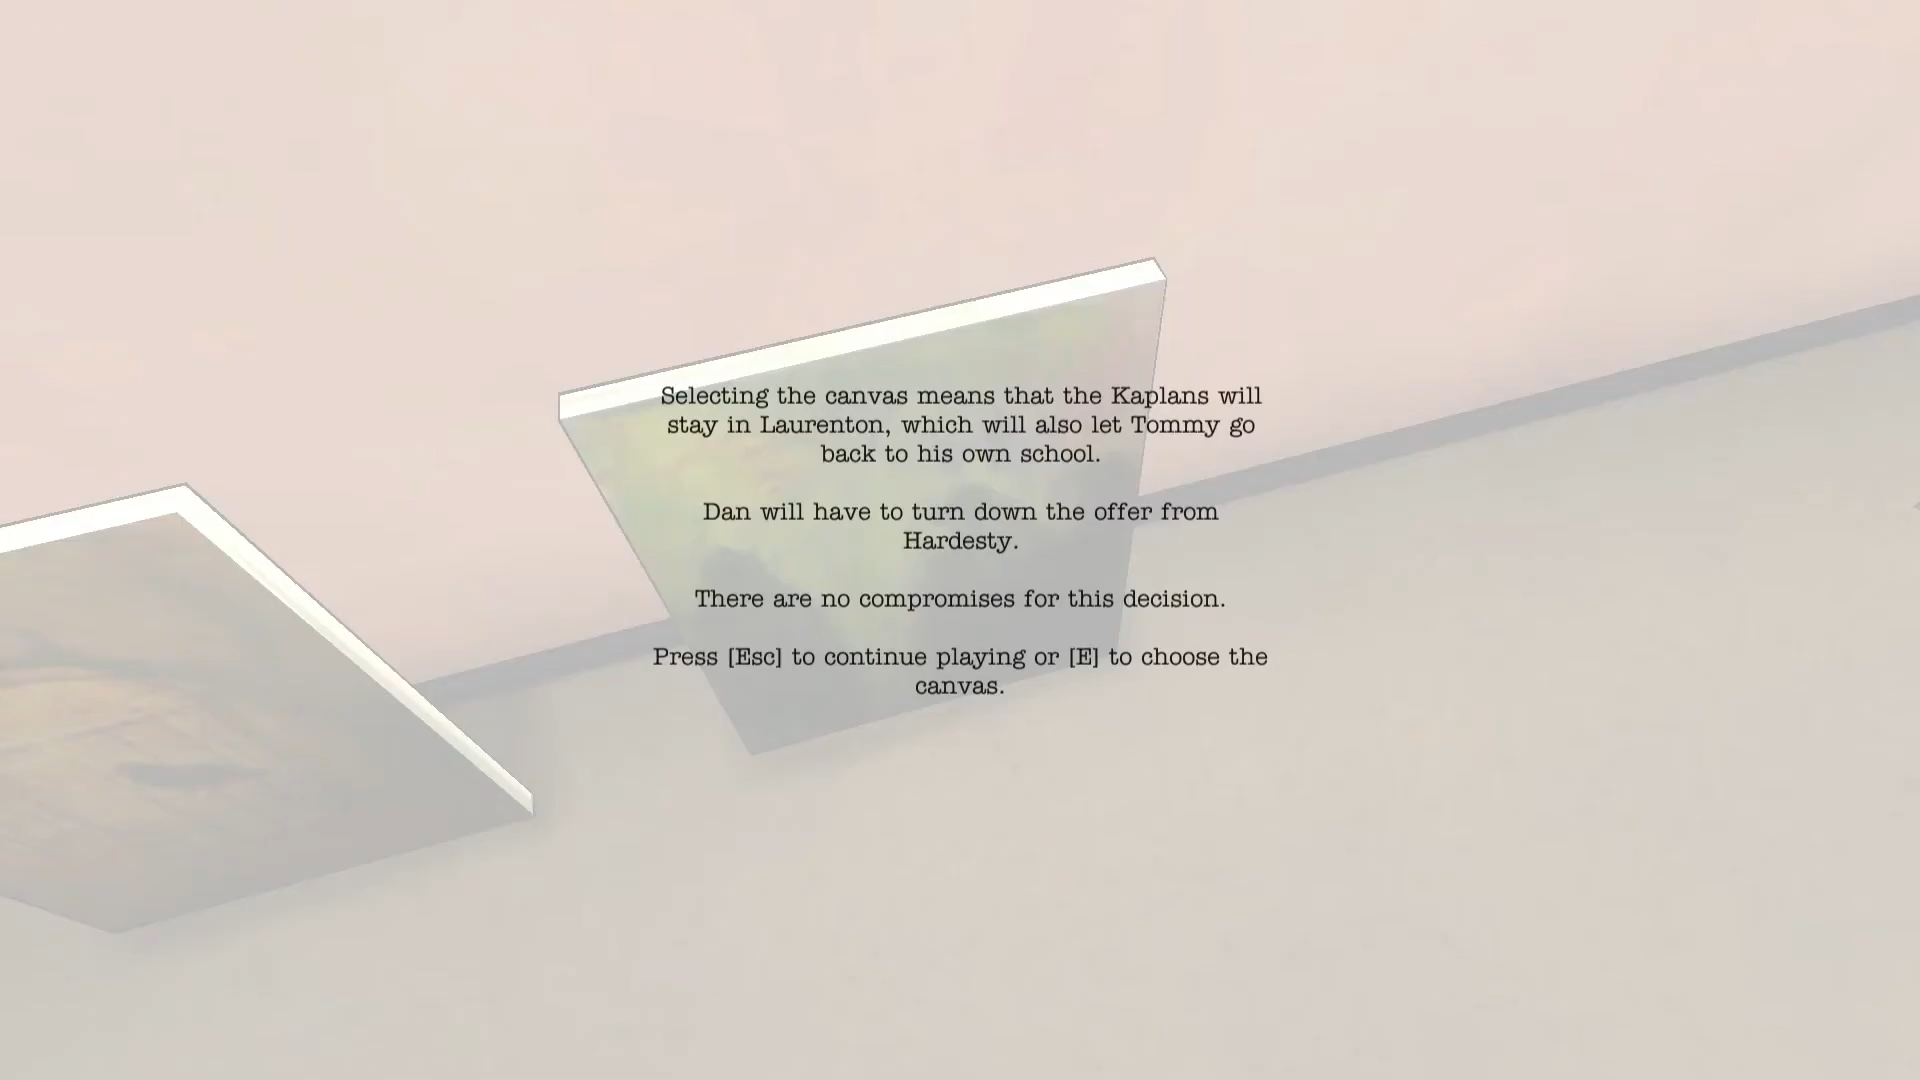 Selecting the canvas means that the Kaplans will
stay in Laurenton, which will also let Tommy go
back to his own school.
Dan will have to turn down the offer from
Hardesty.
There are no compromises for this decision.
Press [Esc] to continue playing or [E] to choose the
canvas.